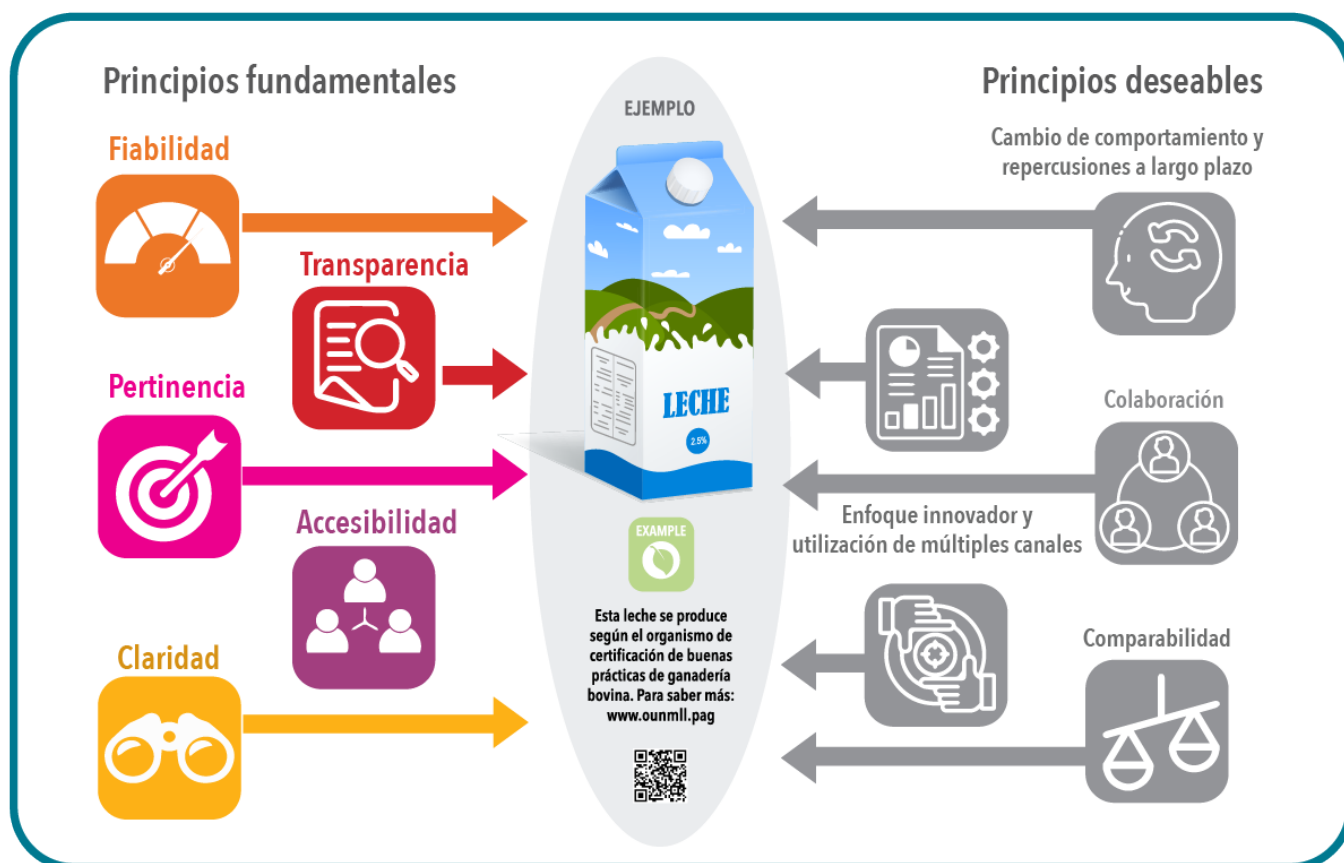 Principios fundamentales
Fiabilidad
Transparencia
Pertinencia
Accesibilidad
Claridad
EJEMPLO
LECHE
2.5%
EXAMPLE
Esta leche se produce
según el organismo de
certificación de buenas
prácticas de ganadería
bovina. Para saber más:
www.ounmll.pag
Principios deseables
Cambio de comportamiento y
repercusiones a largo plazo
Colaboración
Enfoque innovador y
utilización de múltiples canales
Comparabilidad